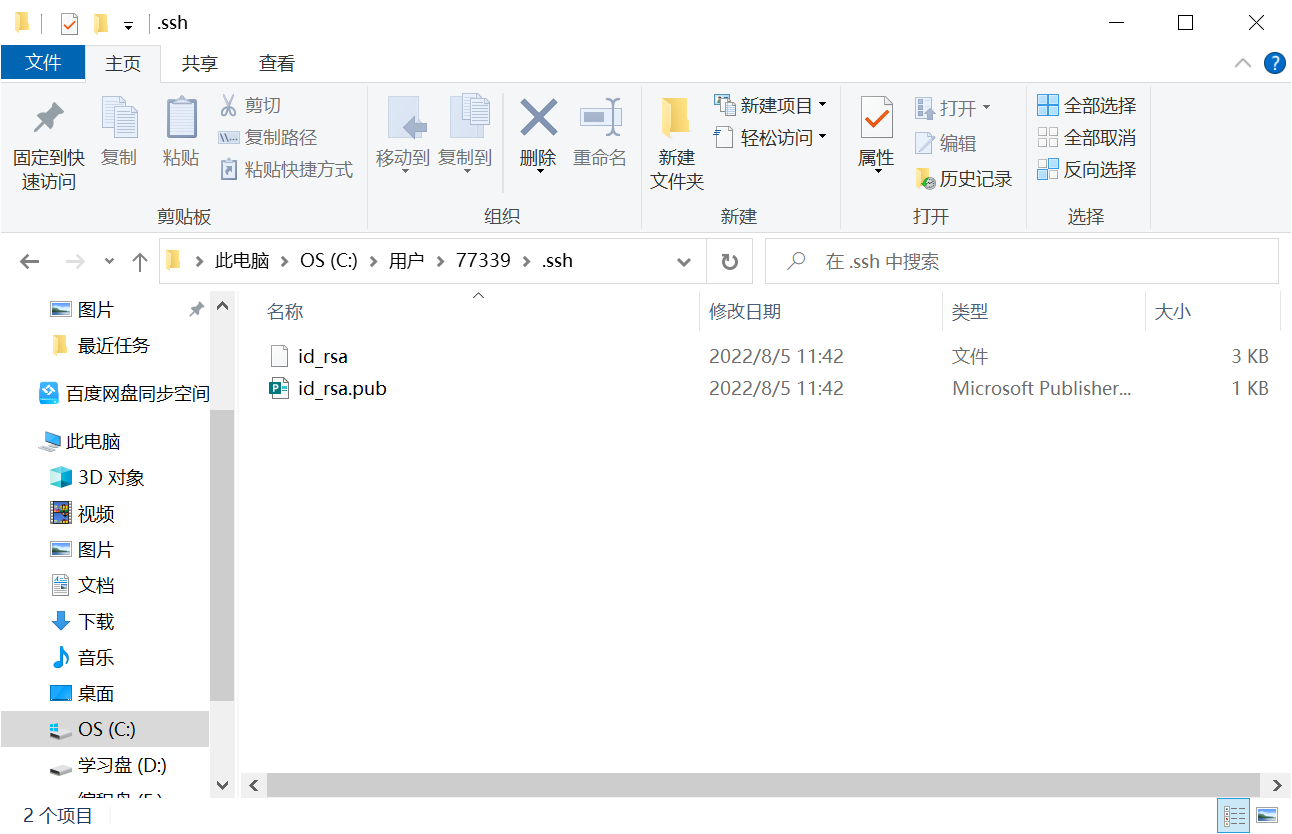 .ssh
文件 主页 共享 查看
固定到快
速访问
复制
粘贴
剪切
复制路径
粘贴快捷方式
剪贴板
移动到
复制到
删除
重命名
组织
新建
文件夹
新建项目
轻松访问
新建
属性
打开
编辑
历史记录
打开
全部选择
全部取消
反向选择
选择
此电脑 OS (C:) 用户 77339 .ssh
在 .ssh 中搜索
图片
最近任务
百度网盘同步空间
此电脑
3D 对象
视频
图片
文档
下载
音乐
桌面
OS (C:)
学习盘 (D:)
名称 修改日期 类型 大小
id_rsa 2022/8/5 11:42 文件 3 KB
id_rsa.pub 2022/8/5 11:42 Microsoft Publisher... 1 KB
2 个项目